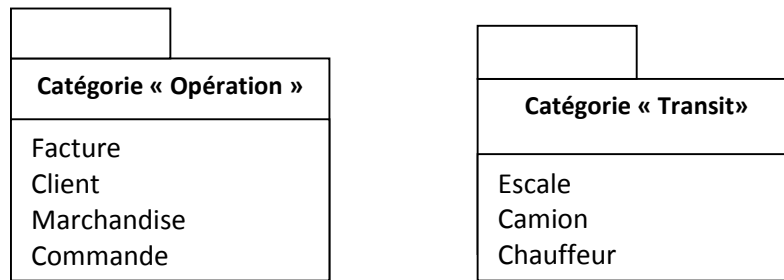 Catégorie « Opération »
Facture
Client
Marchandise
Commande
Catégorie « Transit»
Escale
Camion
Chauffeur